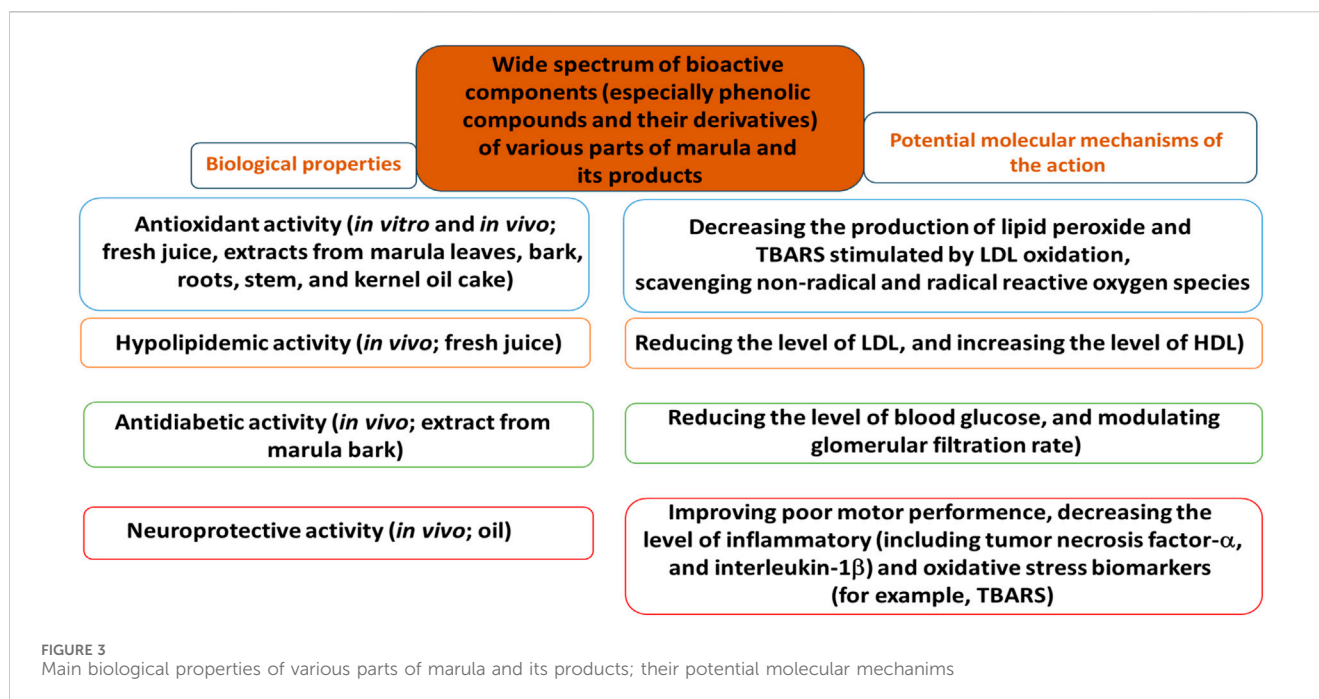 Wide spectrum of bioactive
components (especially phenolic
compounds and their derivatives)
of various parts of marula and
its products
Biological properties
Potential molecular mechanisms of
the action
Antioxidant activity (in vitro and in vivo;
fresh juice, extracts from marula leaves, bark,
roots, stem, and kernel oil cake)
Decreasing the production of lipid peroxide and
TBARS stimulated by LDL oxidation,
scavenging non-radical and radical reactive oxygen species
Hypolipidemic activity (in vivo; fresh juice)
Reducing the level of LDL, and increasing the level of HDL)
Antidiabetic activity (in vivo; extract from
marula bark)
Reducing the level of blood glucose, and modulating
glomerular filtration rate)
Neuroprotective activity (in vivo; oil)
Improving poor motor performence, decreasing the
level of inflammatory (including tumor necrosis factor-α,
and interleukin-1β) and oxidative stress biomarkers
(for example, TBARS)
FIGURE 3
Main biological properties of various parts of marula and its products; their potential molecular mechanims